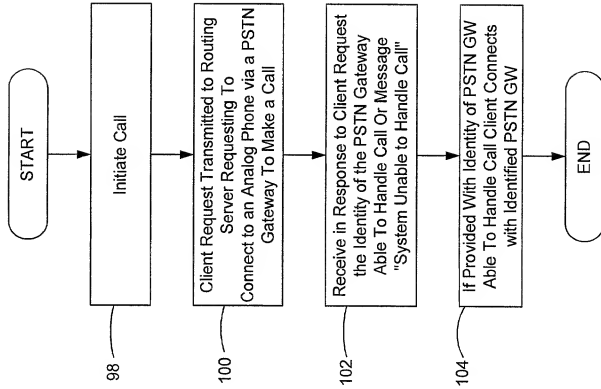 START
Initiate Call
98
Client Request Transmitted to Routing
Server Requesting To
Connect to an Analog Phone via a PSTN
Gateway To Make a Call
100
Receive in Response to Client Request
the Identity of the PSTN Gateway
Able To Handle Call Or Message
"System Unable to Handle Call"
102
If Provided With Identity of PSTN GW
Able To Handle Call Client Connects
with Identified PSTN GW
104
END